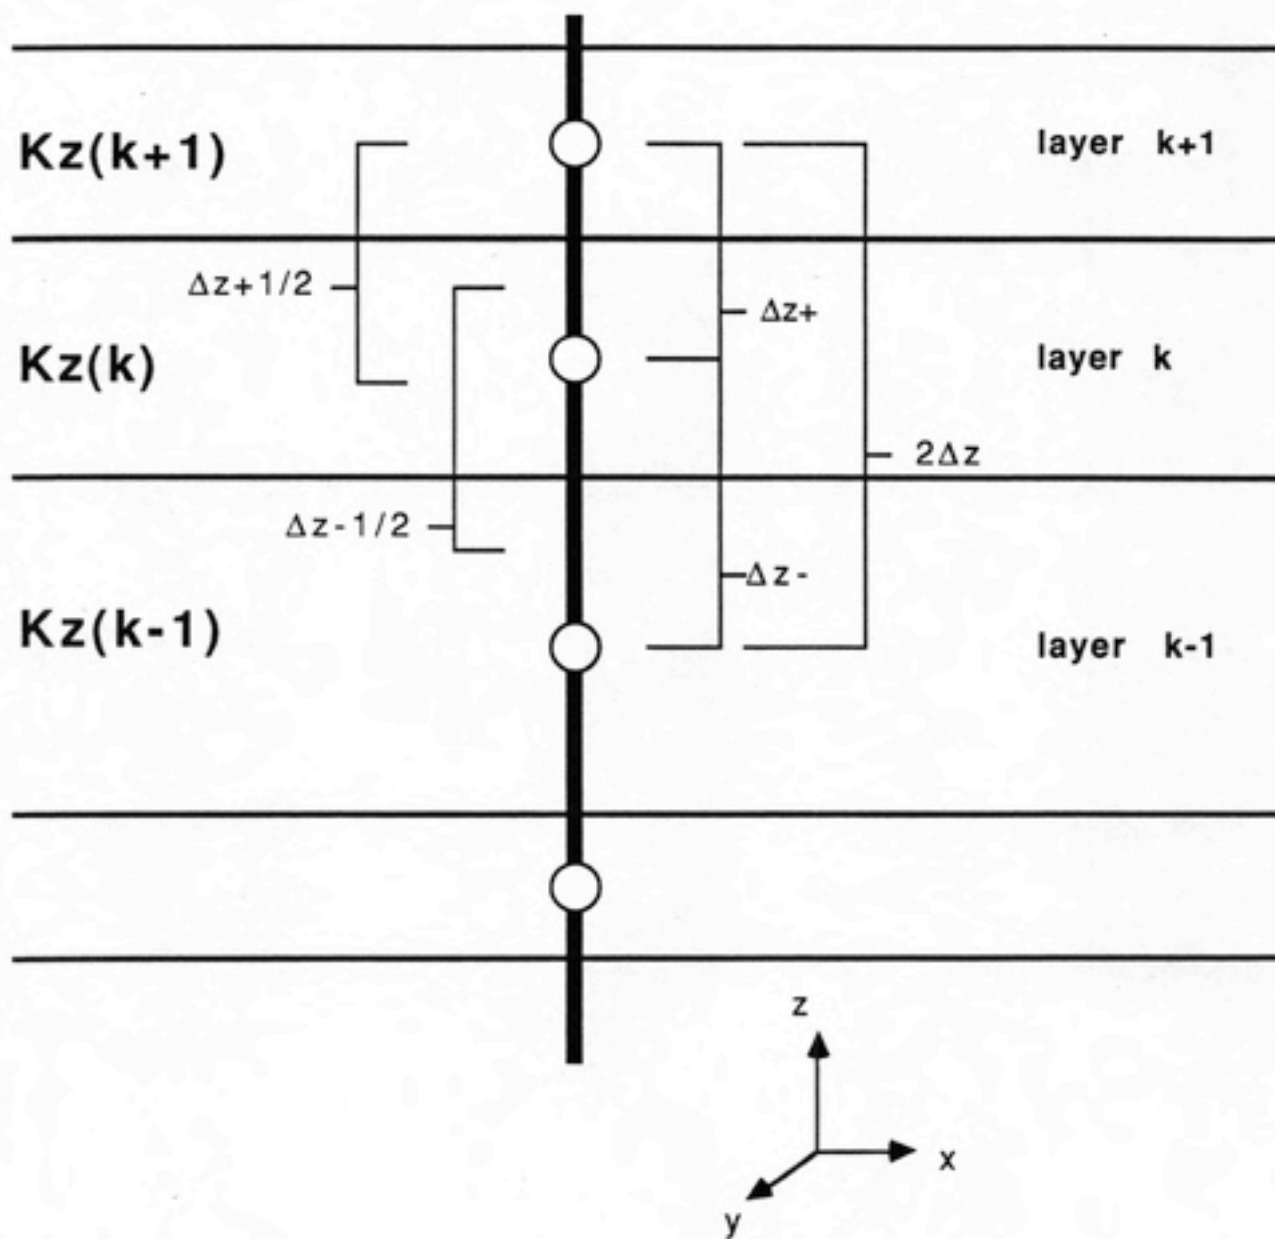 Kz(k+1)
layer k+1
Δz+1/2
Δz+
Kz(k)
layer k
2Δz
Δz-1/2
Δz-
Kz(k-1)
layer k-1
z
x
y